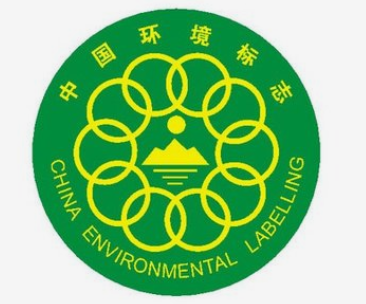 中国环境标志
CHINA ENVIRONMENTAL LABELLING